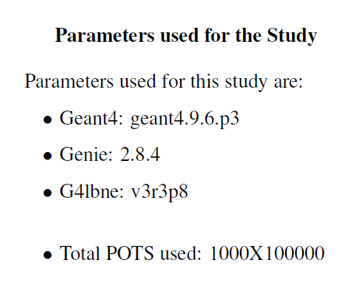 Parameters used for the Study
Parameters used for this study are:
• Geant4: geant4.9.6.p3
• Genie: 2.8.4
• G4lbne: v3r3p8
• Total POTS used: 1000X100000